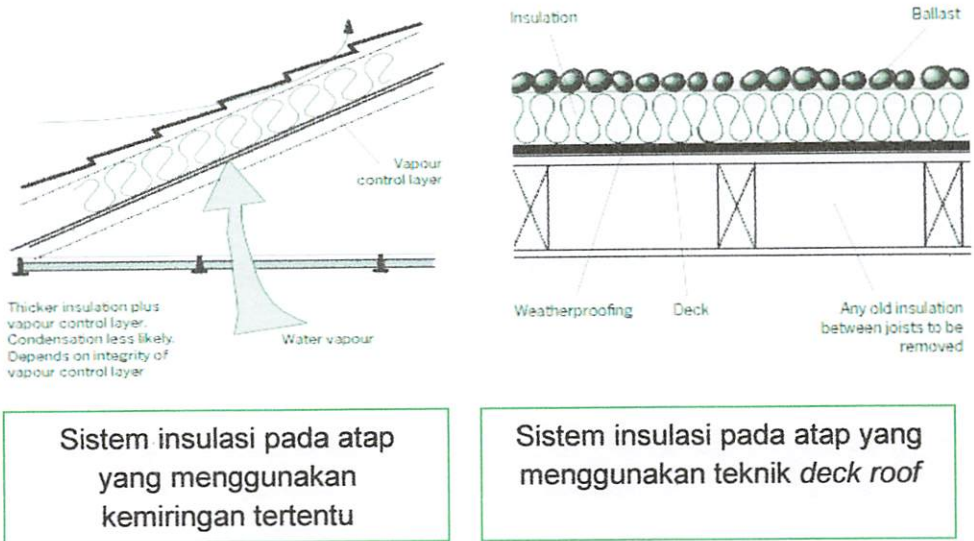 Insulation
Ballast
Vapour
control layer
Thicker insulation plus
vapour control layer.
Condensation less likely.
Depends on integrity of
vapour control layer
Water vapour
Weatherproofing
Deck
Any old insulation
between joists to be
removed
Sistem insulasi pada atap
yang menggunakan
kemiringan tertentu
Sistem insulasi pada atap yang
menggunakan teknik deck roof